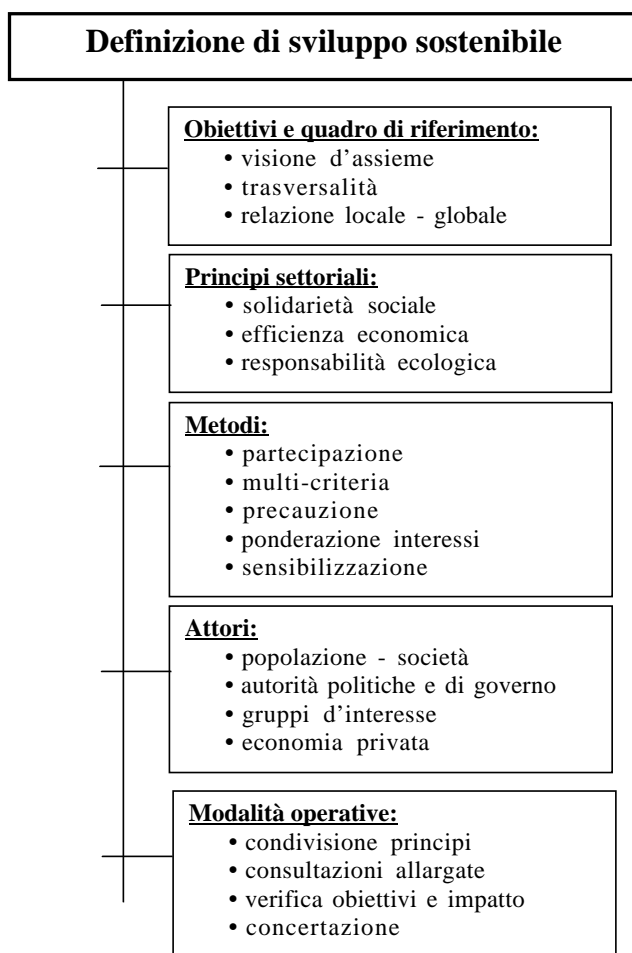 Definizione di sviluppo sostenibile
Obiettivi e quadro di riferimento:
• visione d'assieme
• trasversalità
• relazione locale - globale
Principi settoriali:
• solidarietà sociale
• efficienza economica
• responsabilità ecologica
Metodi:
• partecipazione
• multi-criteria
• precauzione
• ponderazione interessi
• sensibilizzazione
Attori:
• popolazione - società
• autorità politiche e di governo
• gruppi d'interesse
• economia privata
Modalità operative:
• condivisione principi
• consultazioni allargate
• verifica obiettivi e impatto
• concertazione